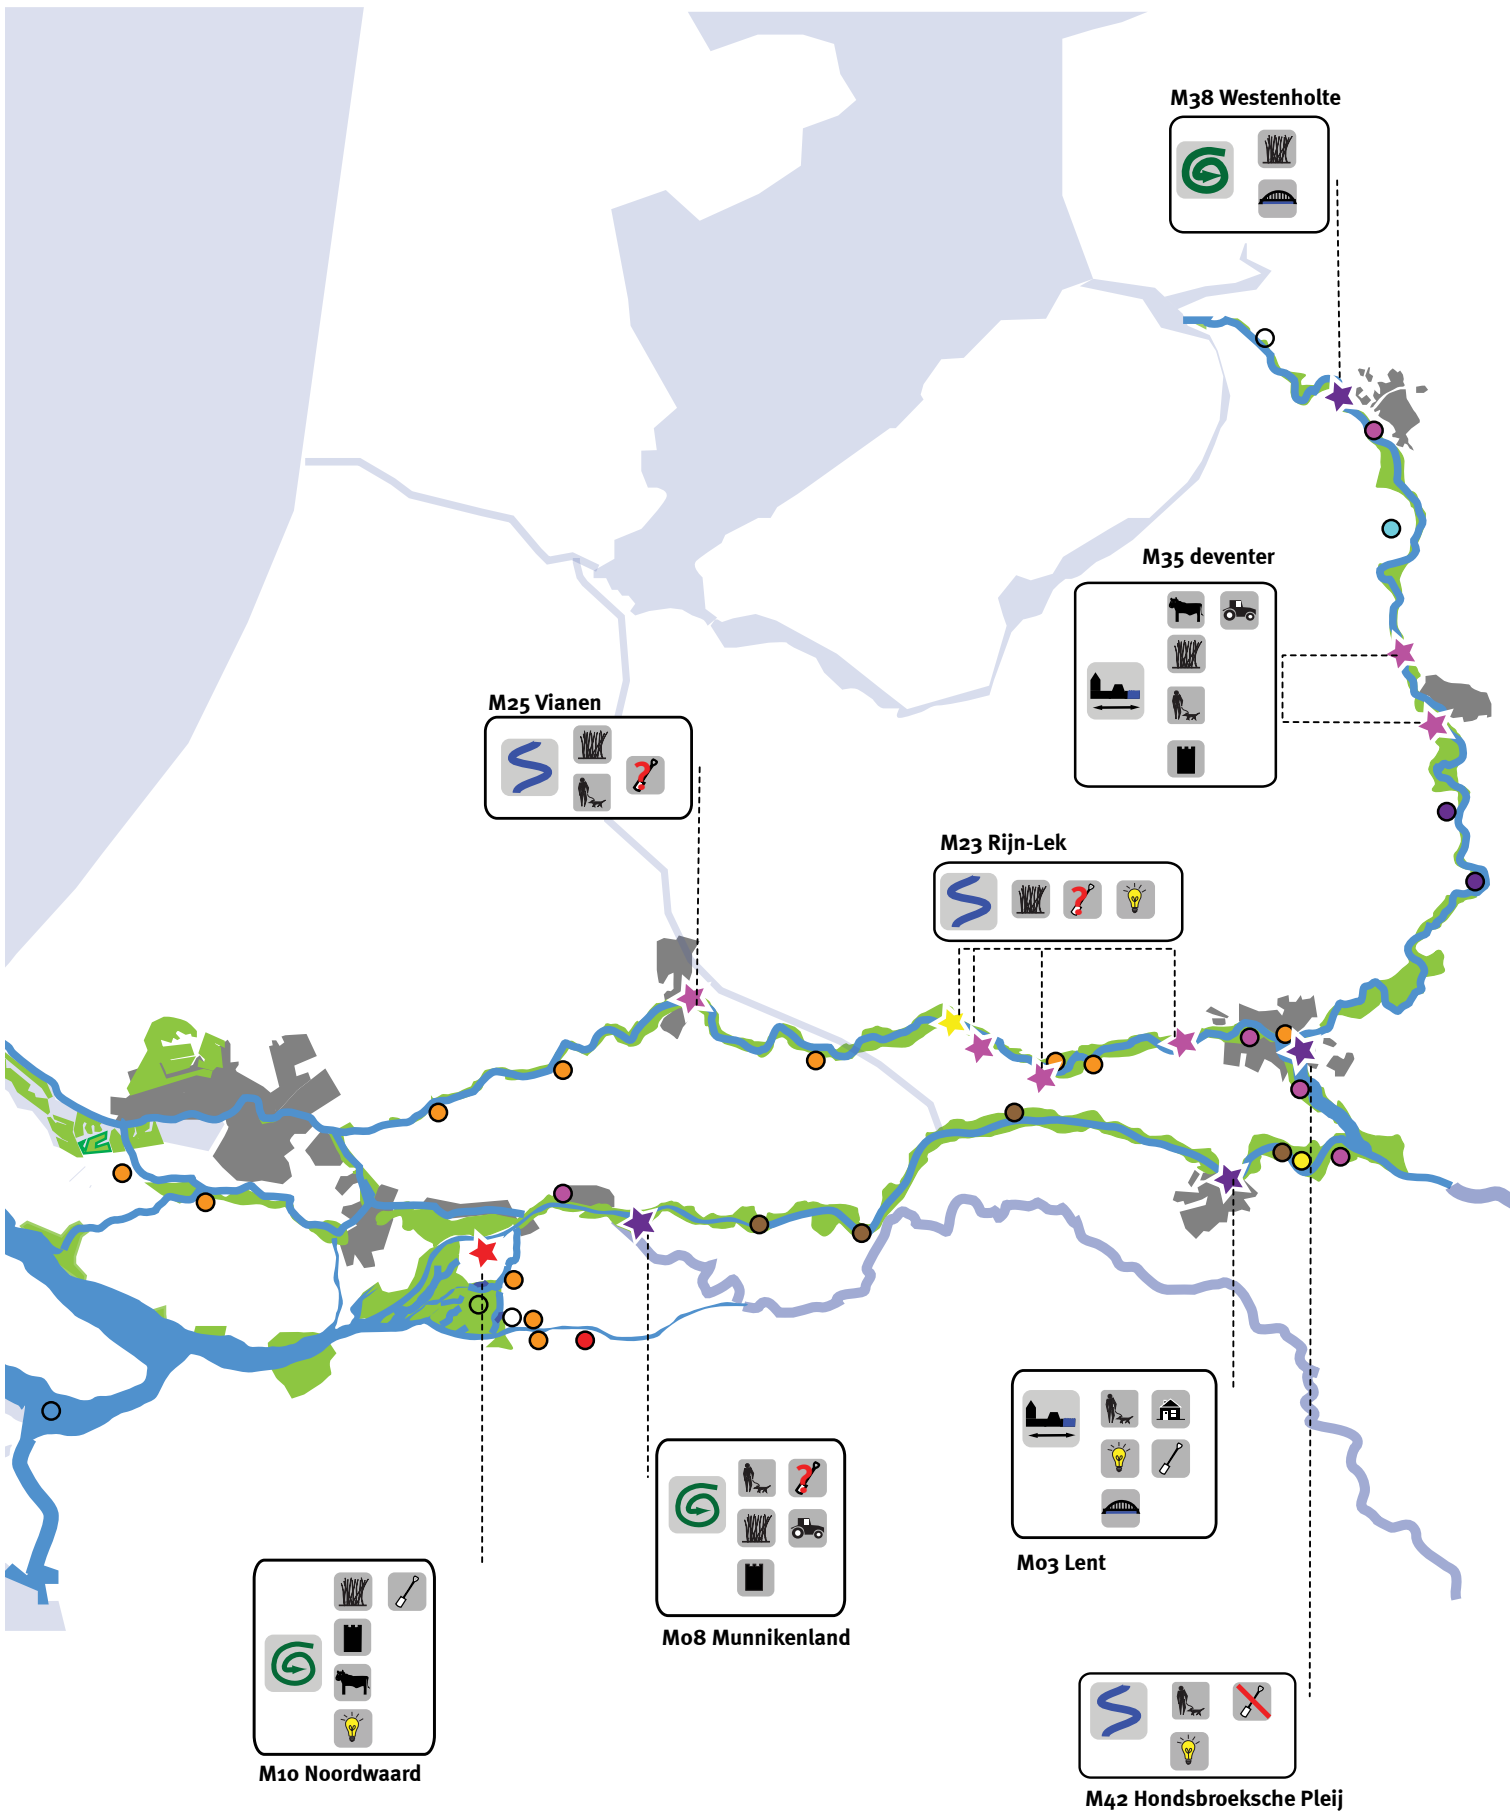 M38 Westenholte
M35 deventer
M25 Vianen
M23 Rijn-Lek
M03 Lent
M08 Munnikenland
M10 Noordwaard
M42 Hondsbroeksche Pleij